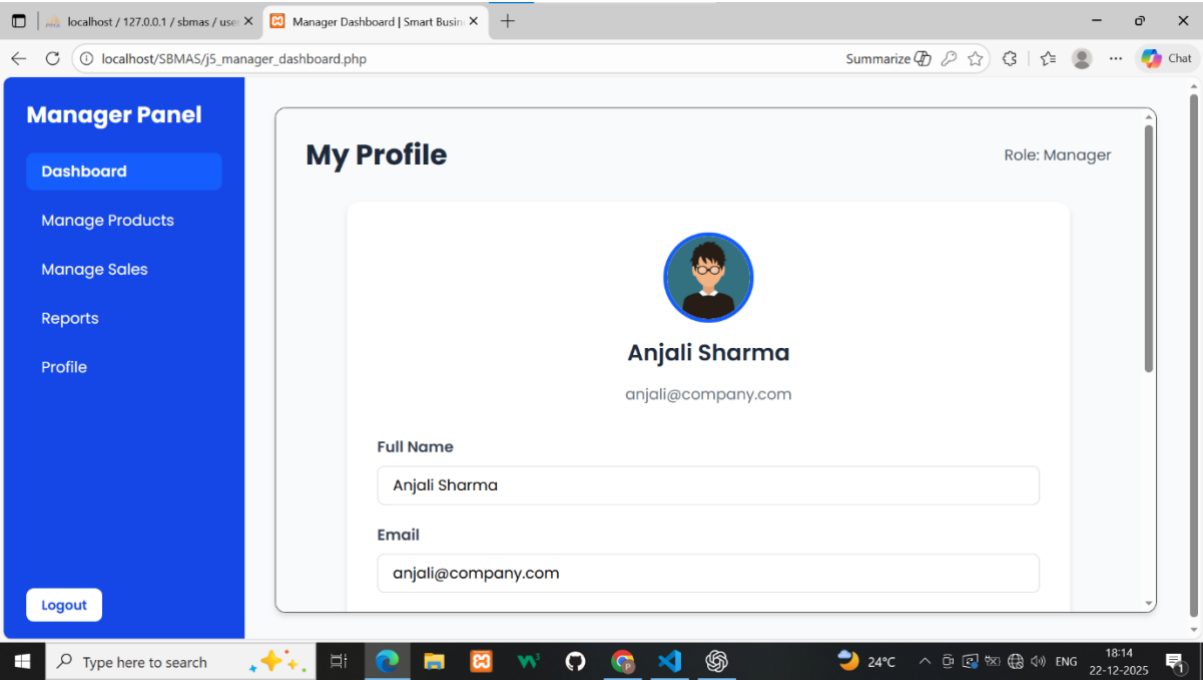 localhost / 127.0.0.1 / sbmas / use
Manager Dashboard | Smart Busin
localhost/SBMAS/j5_manager_dashboard.php
Summarize
Chat
Manager Panel
Dashboard
Manage Products
Manage Sales
Reports
Profile
Logout
My Profile
Role: Manager
Anjali Sharma
anjali@company.com
Full Name
Anjali Sharma
Email
anjali@company.com
Type here to search
24°C
ENG
18:14
22-12-2025
1